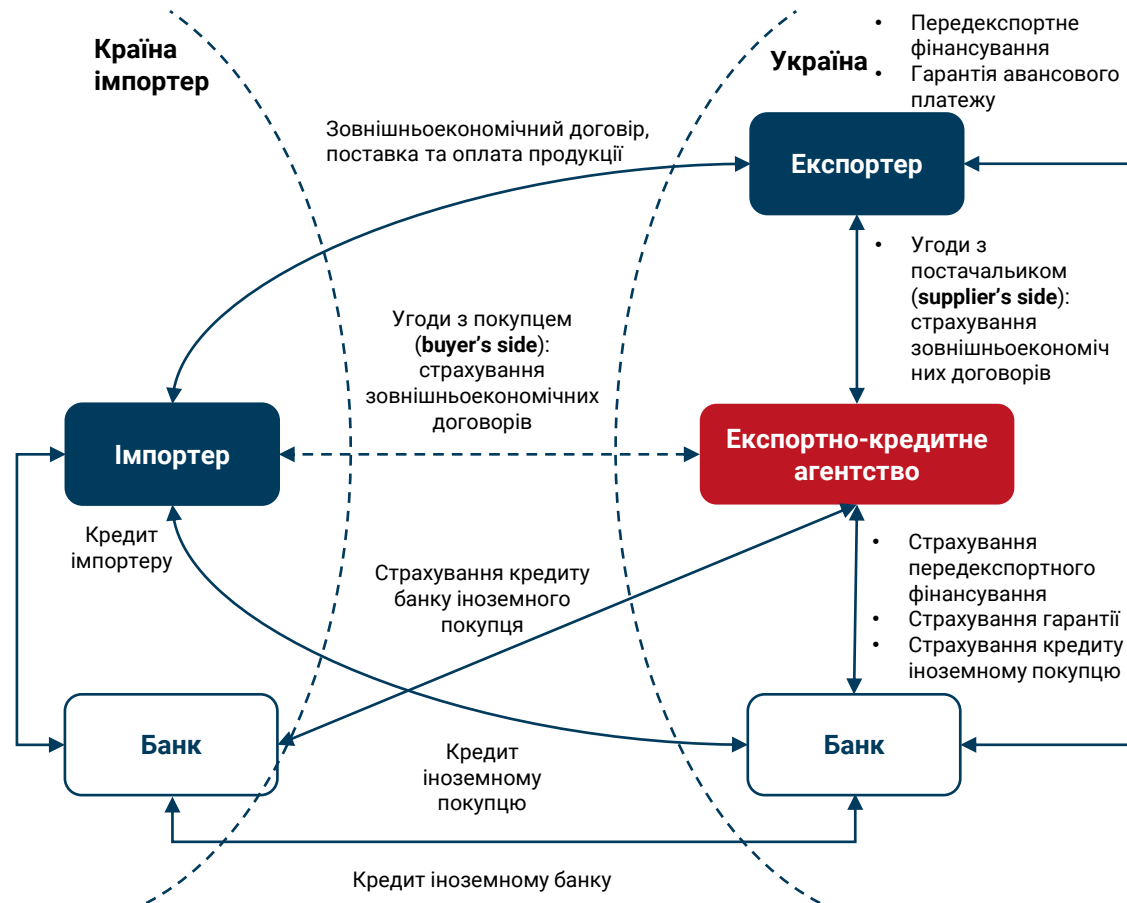 Країна
імпортер
Україна
• Передекспортне
фінансування
• Гарантія авансового
платежу
Зовнішньоекономічний договір,
поставка та оплата продукції
Експортер
• Угоди з
постачальиком
(supplier's side):
страхування
зовнішньоекономіч
них договорів
Угоди з покупцем
(buyer's side):
страхування
зовнішньоекономічних
договорів
Імпортер
Експортно-кредитне
агентство
Кредит
імпортеру
Страхування кредиту
банку іноземного
покупця
• Страхування
передекспортного
фінансування
• Страхування гарантії
• Страхування кредиту
іноземному покупцю
Банк
Банк
Кредит
іноземному
покупцю
Кредит іноземному банку